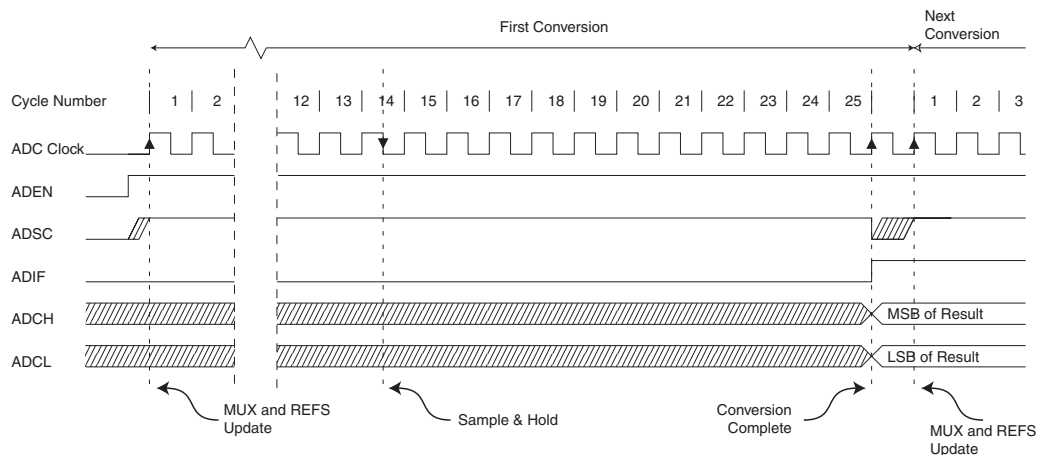 First Conversion
Next
Conversion
Cycle Number 1 2 12 13 14 15 16 17 18 19 20 21 22 23 24 25 1 2 3
ADC Clock
ADEN
ADSC
ADIF
ADCH
MSB of Result
ADCL
LSB of Result
MUX and REFS
Update
Sample & Hold
Conversion
Complete
MUX and REFS
Update